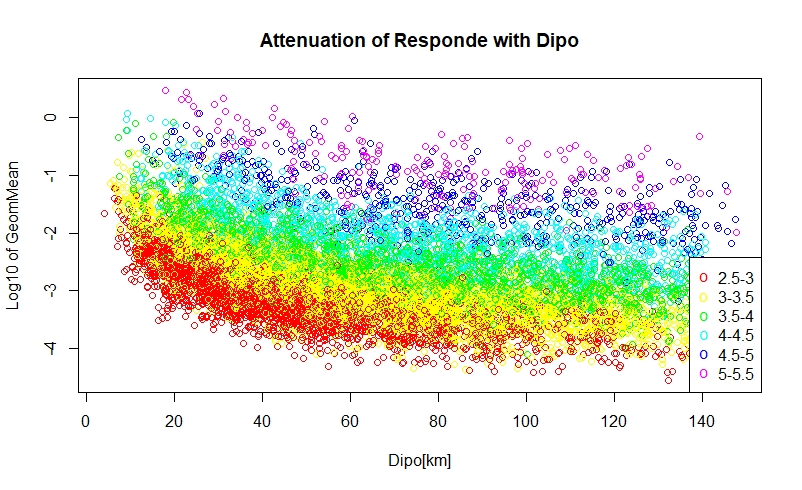 Attenuation of Responde with Dipo
Log10 of GeomMean
0
-1
-2
-3
-4
0 20 40 60 80 100 120 140
Dipo[km]
2.5-3
3-3.5
3.5-4
4-4.5
4.5-5
5-5.5